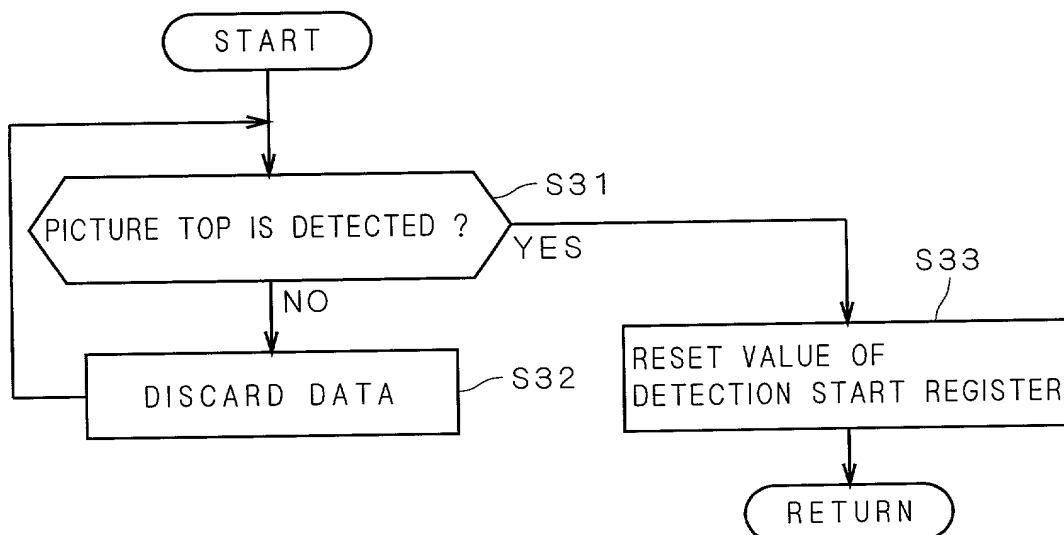 START
S31
PICTURE TOP IS DETECTED ?
YES
NO
S33
DISCARD DATA
S32
RESET VALUE OF
DETECTION START REGISTER
RETURN